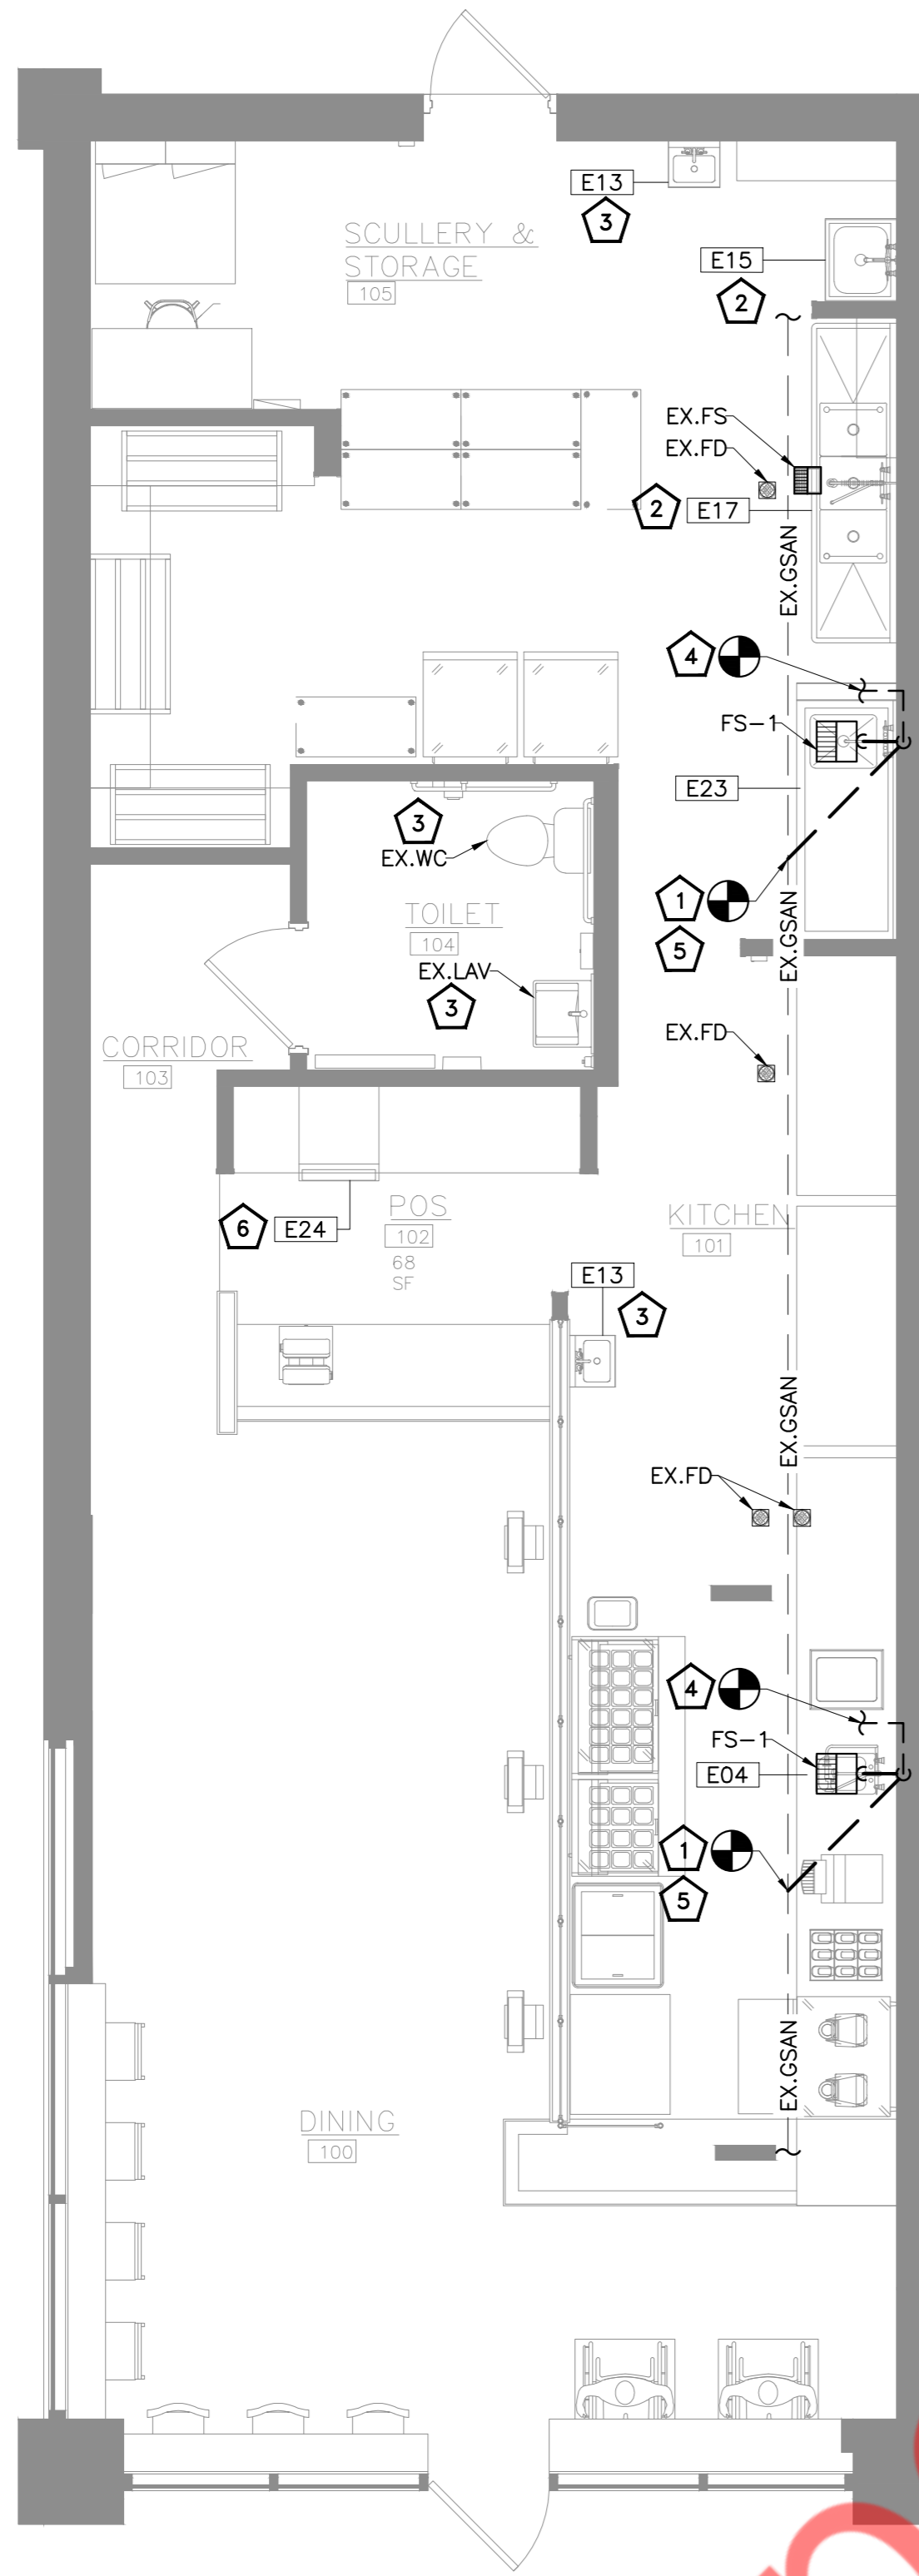 E13
3
SCULLERY &
STORAGE
105
E15
2
EX.FS
EX.FD
2 E17
EX.GSAN
4
FS-1
E23
3
EX.WC
TOILET
104
1
5
EX.GSAN
EX.LAV
3
EX.FD
CORRIDOR
103
6 E24
POS
102
68
SF
KITCHEN
101
E13
3
EX.GSAN
EX.FD
4
FS-1
E04
1
5
EX.GSAN
DINING
100